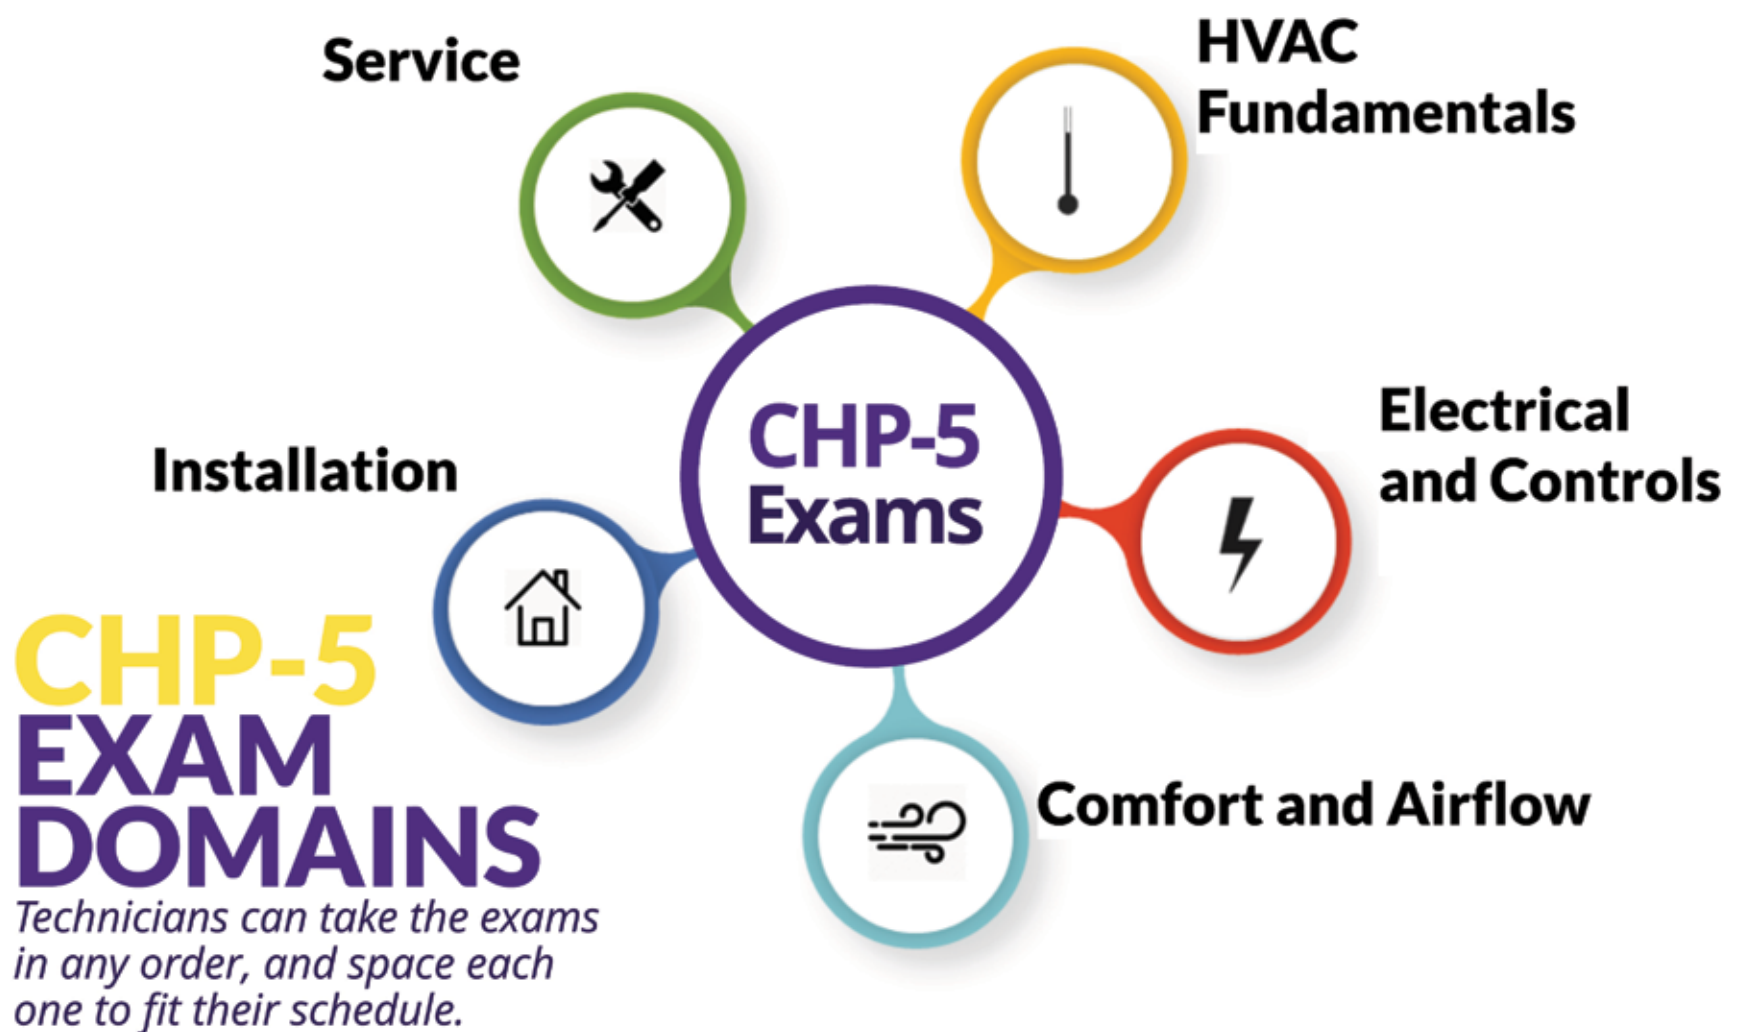 Service
HVAC
Fundamentals
CHP-5
Exams
Electrical
and Controls
Installation
Comfort and Airflow
CHP-5
EXAM
DOMAINS
Technicians can take the exams
in any order, and space each
one to fit their schedule.